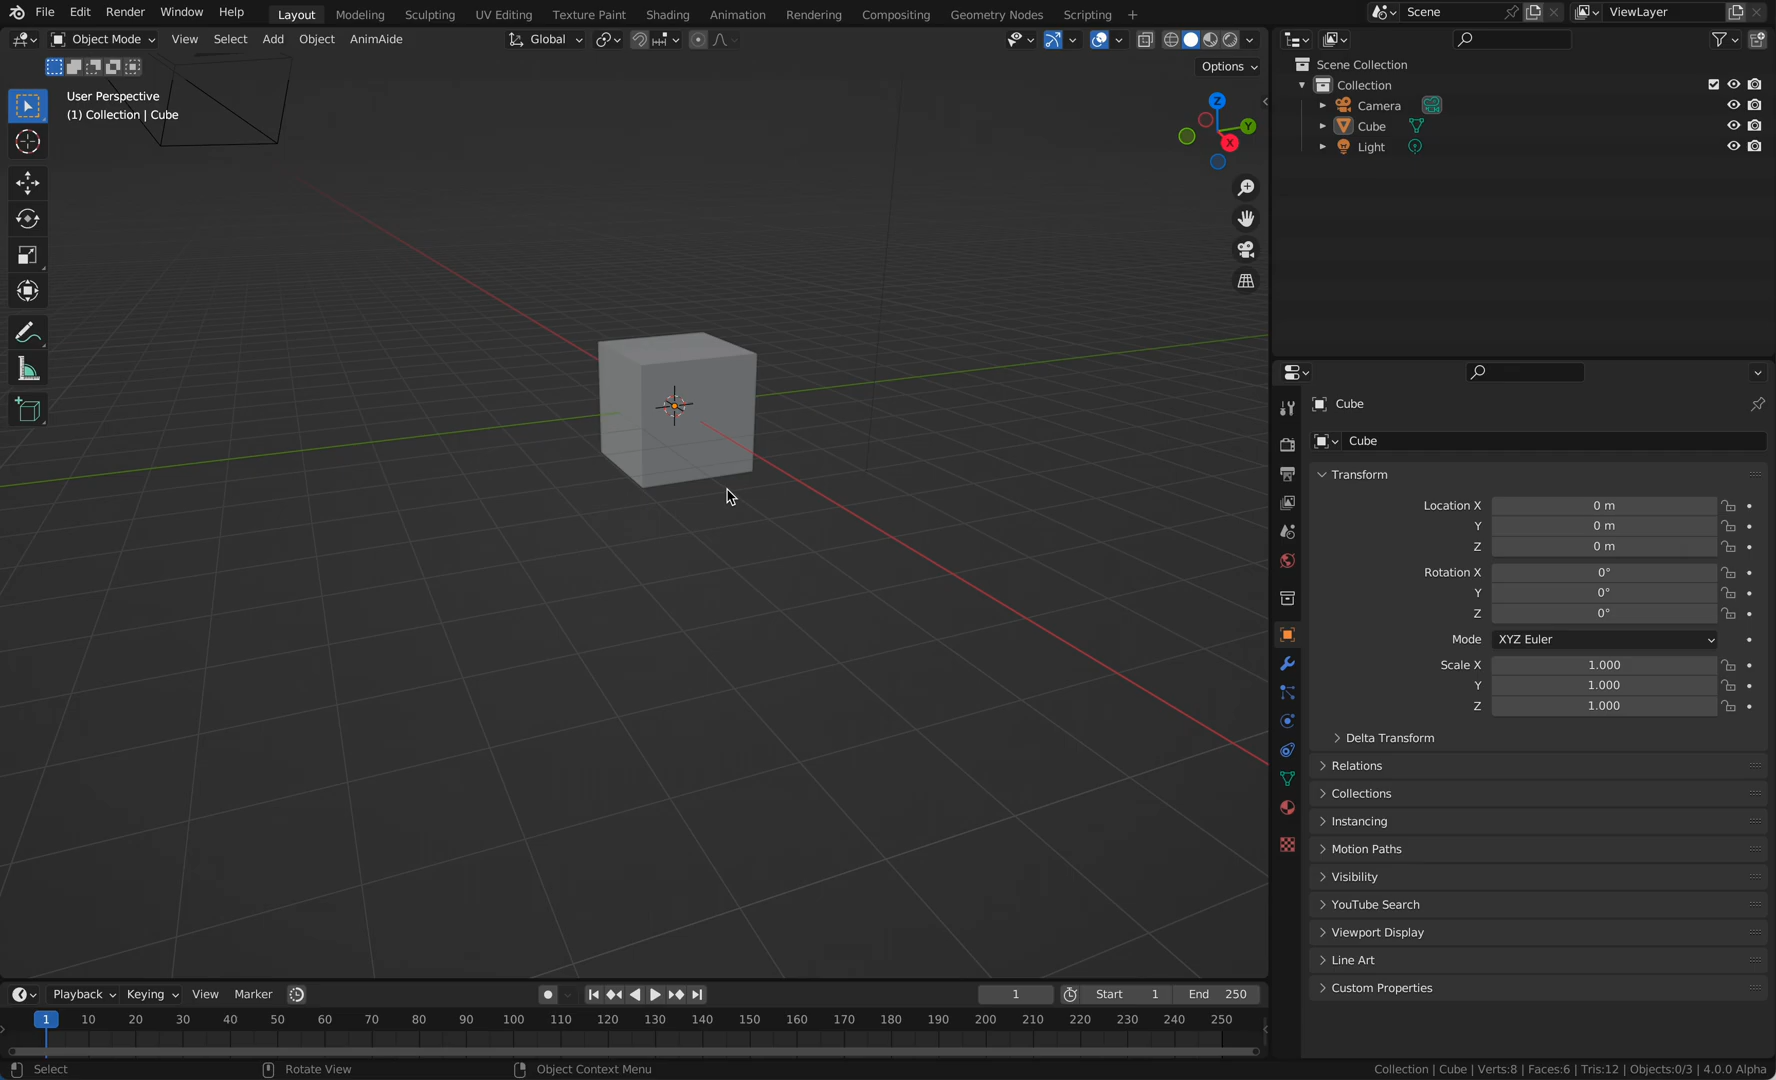 File Edit Render Window Help Layout Modeling Sculpting UV Editing Texture Paint Shading Animation Rendering Compositing Geometry Nodes Scripting + Scene ViewLayer
Object Mode View Select Add Object AnimAide Global
Options
User Perspective
(1) Collection | Cube
Z
Y
X
Scene Collection
Collection
Camera
Cube
Light
Cube
Cube
Transform
Location X 0 m
Y 0 m
Z 0 m
Rotation X 0°
Y 0°
Z 0°
Mode XYZ Euler
Scale X 1.000
Y 1.000
Z 1.000
Delta Transform
Relations
Collections
Instancing
Motion Paths
Visibility
YouTube Search
Viewport Display
Line Art
Custom Properties
Playback Keying View Marker 1 Start 1 End 250
1 10 20 30 40 50 60 70 80 90 100 110 120 130 140 150 160 170 180 190 200 210 220 230 240 250
Select Rotate View Object Context Menu Collection | Cube | Verts:8 | Faces:6 | Tris:12 | Objects:0/3 | 4.0.0 Alpha